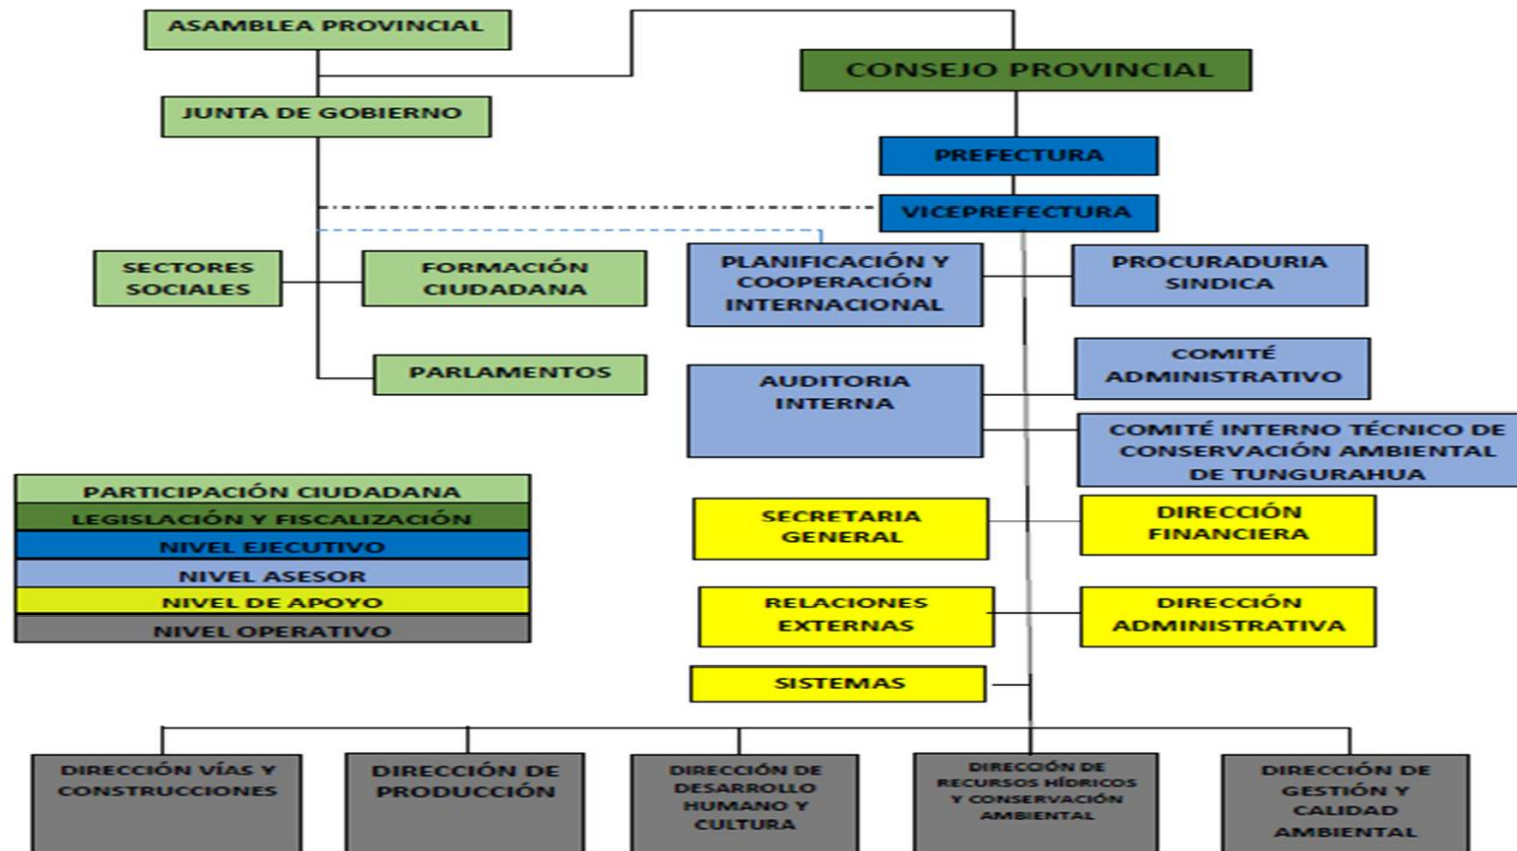 ASAMBLEA PROVINCIAL
CONSEJO PROVINCIAL
JUNTA DE GOBIERNO
PREFECTURA
VICEPREFECTURA
SECTORES
SOCIALES
FORMACIÓN
CIUDADANA
PLANIFICACIÓN Y
COOPERACIÓN
INTERNACIONAL
PROCURADURIA
SINDICA
PARLAMENTOS
AUDITORIA
INTERNA
COMITÉ
ADMINISTRATIVO
COMITÉ INTERNO TÉCNICO DE
CONSERVACIÓN AMBIENTAL
DE TUNGURAHUA
PARTICIPACIÓN CIUDADANA
LEGISLACIÓN Y FISCALIZACIÓN
NIVEL EJECUTIVO
NIVEL ASESOR
NIVEL DE APOYO
NIVEL OPERATIVO
SECRETARIA
GENERAL
DIRECCIÓN
FINANCIERA
RELACIONES
EXTERNAS
DIRECCIÓN
ADMINISTRATIVA
SISTEMAS
DIRECCIÓN VÍAS Y
CONSTRUCCIONES
DIRECCIÓN DE
PRODUCCIÓN
DIRECCIÓN DE
DESARROLLO
HUMANO Y
CULTURA
DIRECCIÓN DE
RECURSOS HÍDRICOS
Y CONSERVACIÓN
AMBIENTAL
DIRECCIÓN DE
GESTIÓN Y
CALIDAD
AMBIENTAL